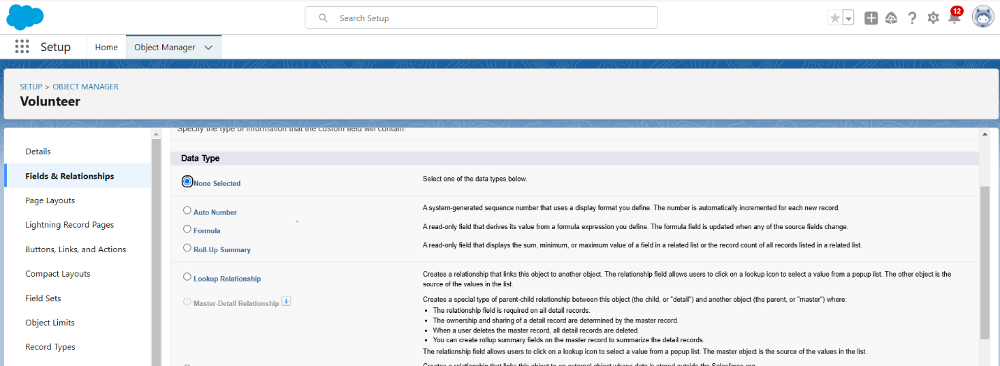 Search Setup
12
Setup
Home
Object Manager
SETUP > OBJECT MANAGER
Volunteer
Details
Fields & Relationships
Page Layouts
Lightning Record Pages
Buttons, Links, and Actions
Compact Layouts
Field Sets
Object Limits
Record Types
Specify the type of information that the custom field will contain.
Data Type
None Selected
Select one of the data types below.
Auto Number
A system-generated sequence number that uses a display format you define. The number is automatically incremented for each new record.
Formula
A read-only field that derives its value from a formula expression you define. The formula field is updated when any of the source fields change.
Roll-Up Summary
A read-only field that displays the sum, minimum, or maximum value of a field in a related list or the record count of all records listed in a related list.
Lookup Relationship
Creates a relationship that links this object to another object. The relationship field allows users to click on a lookup icon to select a value from a popup list. The other object is the
source of the values in the list.
Master-Detail Relationship i
Creates a special type of parent-child relationship between this object (the child, or "detail") and another object (the parent, or "master") where:
• The relationship field is required on all detail records.
• The ownership and sharing of a detail record are determined by the master record.
• When a user deletes the master record, all detail records are deleted.
• You can create rollup summary fields on the master record to summarize the detail records.
The relationship field allows users to click on a lookup icon to select a value from a popup list. The master object is the source of the values in the list.
Creates a relationship that links this object to an external object whose data is stored outside the Salesforce org.